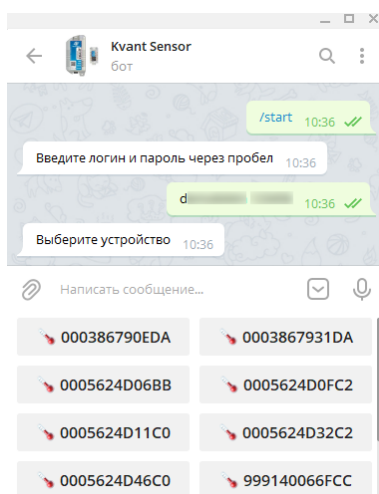 Kvant Sensor
бот
/start 10:36
Введите логин и пароль через пробел 10:36
d 10:36
Выберите устройство 10:36
Написать сообщение...
000386790EDA
0003867931DA
0005624D06BB
0005624D0FC2
0005624D11C0
0005624D32C2
0005624D46C0
999140066FCC